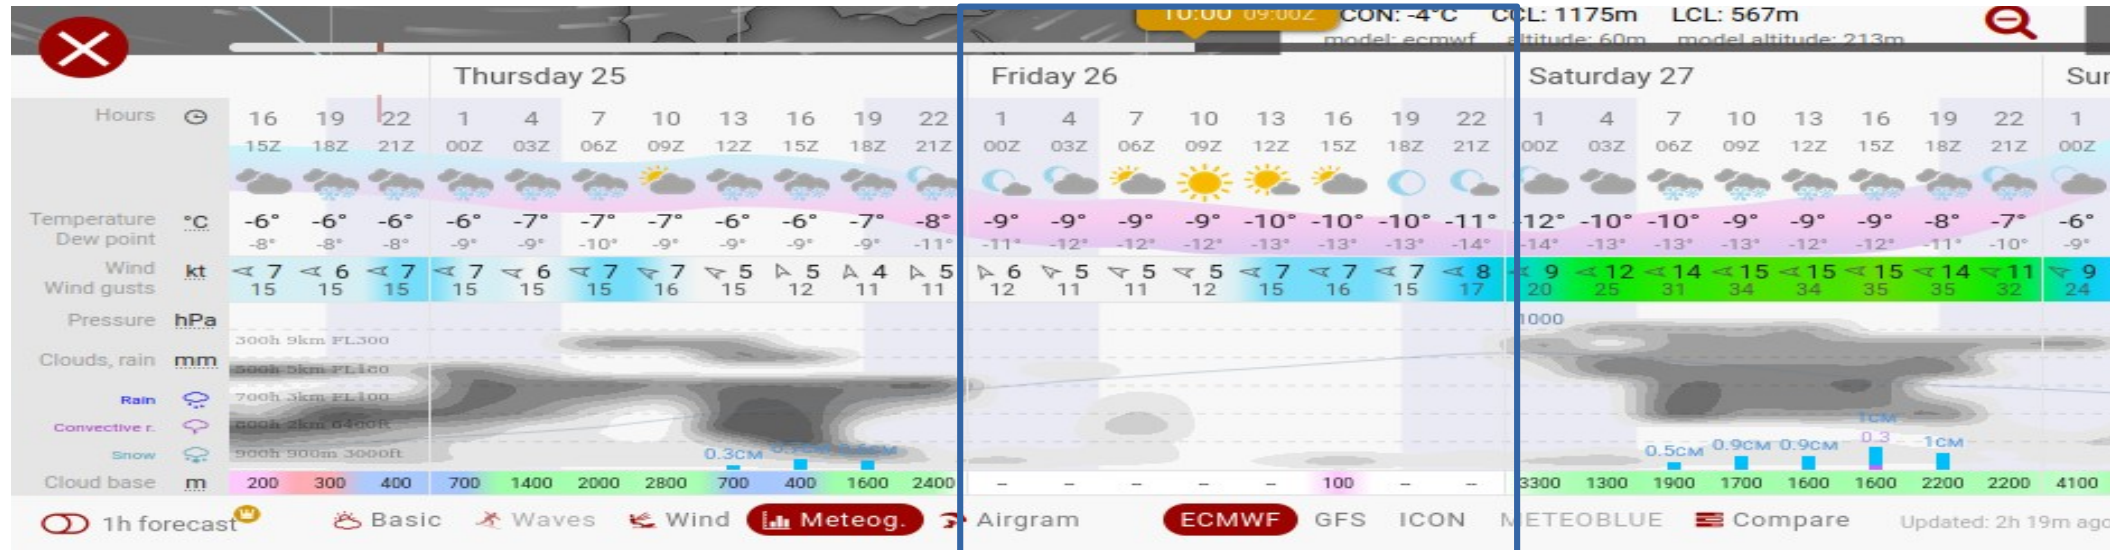 10:00 09:00Z CON: -4°C CCL: 1175m LCL: 567m
model: ecmwf altitude: 60m model altitude: 213m
Thursday 25 Friday 26 Saturday 27 Sun
Hours 16 19 22 1 4 7 10 13 16 19 22 1 4 7 10 13 16 19 22 1 4 7 10 13 16 19 22 1
15Z 18Z 21Z 00Z 03Z 06Z 09Z 12Z 15Z 18Z 21Z 00Z 03Z 06Z 09Z 12Z 15Z 18Z 21Z 00Z 03Z 06Z 09Z 12Z 15Z 18Z 21Z 00Z
Temperature °C -6° -6° -6° -6° -7° -7° -7° -6° -6° -7° -8° -9° -9° -9° -9° -10° -10° -10° -11° -12° -10° -10° -9° -9° -9° -8° -7° -6°
Dew point -8° -8° -8° -9° -9° -10° -9° -9° -9° -9° -11° -11° -12° -12° -12° -13° -13° -13° -14° -14° -13° -13° -13° -12° -12° -11° -10° -9°
Wind kt 7 6 7 7 6 7 7 5 5 4 5 6 5 5 5 7 7 7 8 9 12 14 15 15 15 14 11 9
Wind gusts 15 15 15 15 15 15 16 15 12 11 11 12 11 11 12 15 16 15 17 20 25 31 34 34 35 35 32 24
Pressure hPa 1000
300h 9km FL300
Clouds, rain mm
500h 5km FL180
Rain 700h 3km FL100
Convective r. 800h 2km 6400ft 1CM
0.3
Snow 900h 900m 3000ft 0.3CM 0.5CM 0.9CM 0.9CM 1CM
Cloud base m 200 300 400 700 1400 2000 2800 700 400 1600 2400 – – – – – 100 – – 3300 1300 1900 1700 1600 1600 2200 2200 4100
1h forecast Basic Waves Wind Meteog. Airgram ECMWF GFS ICON METEOBLUE Compare Updated: 2h 19m ago